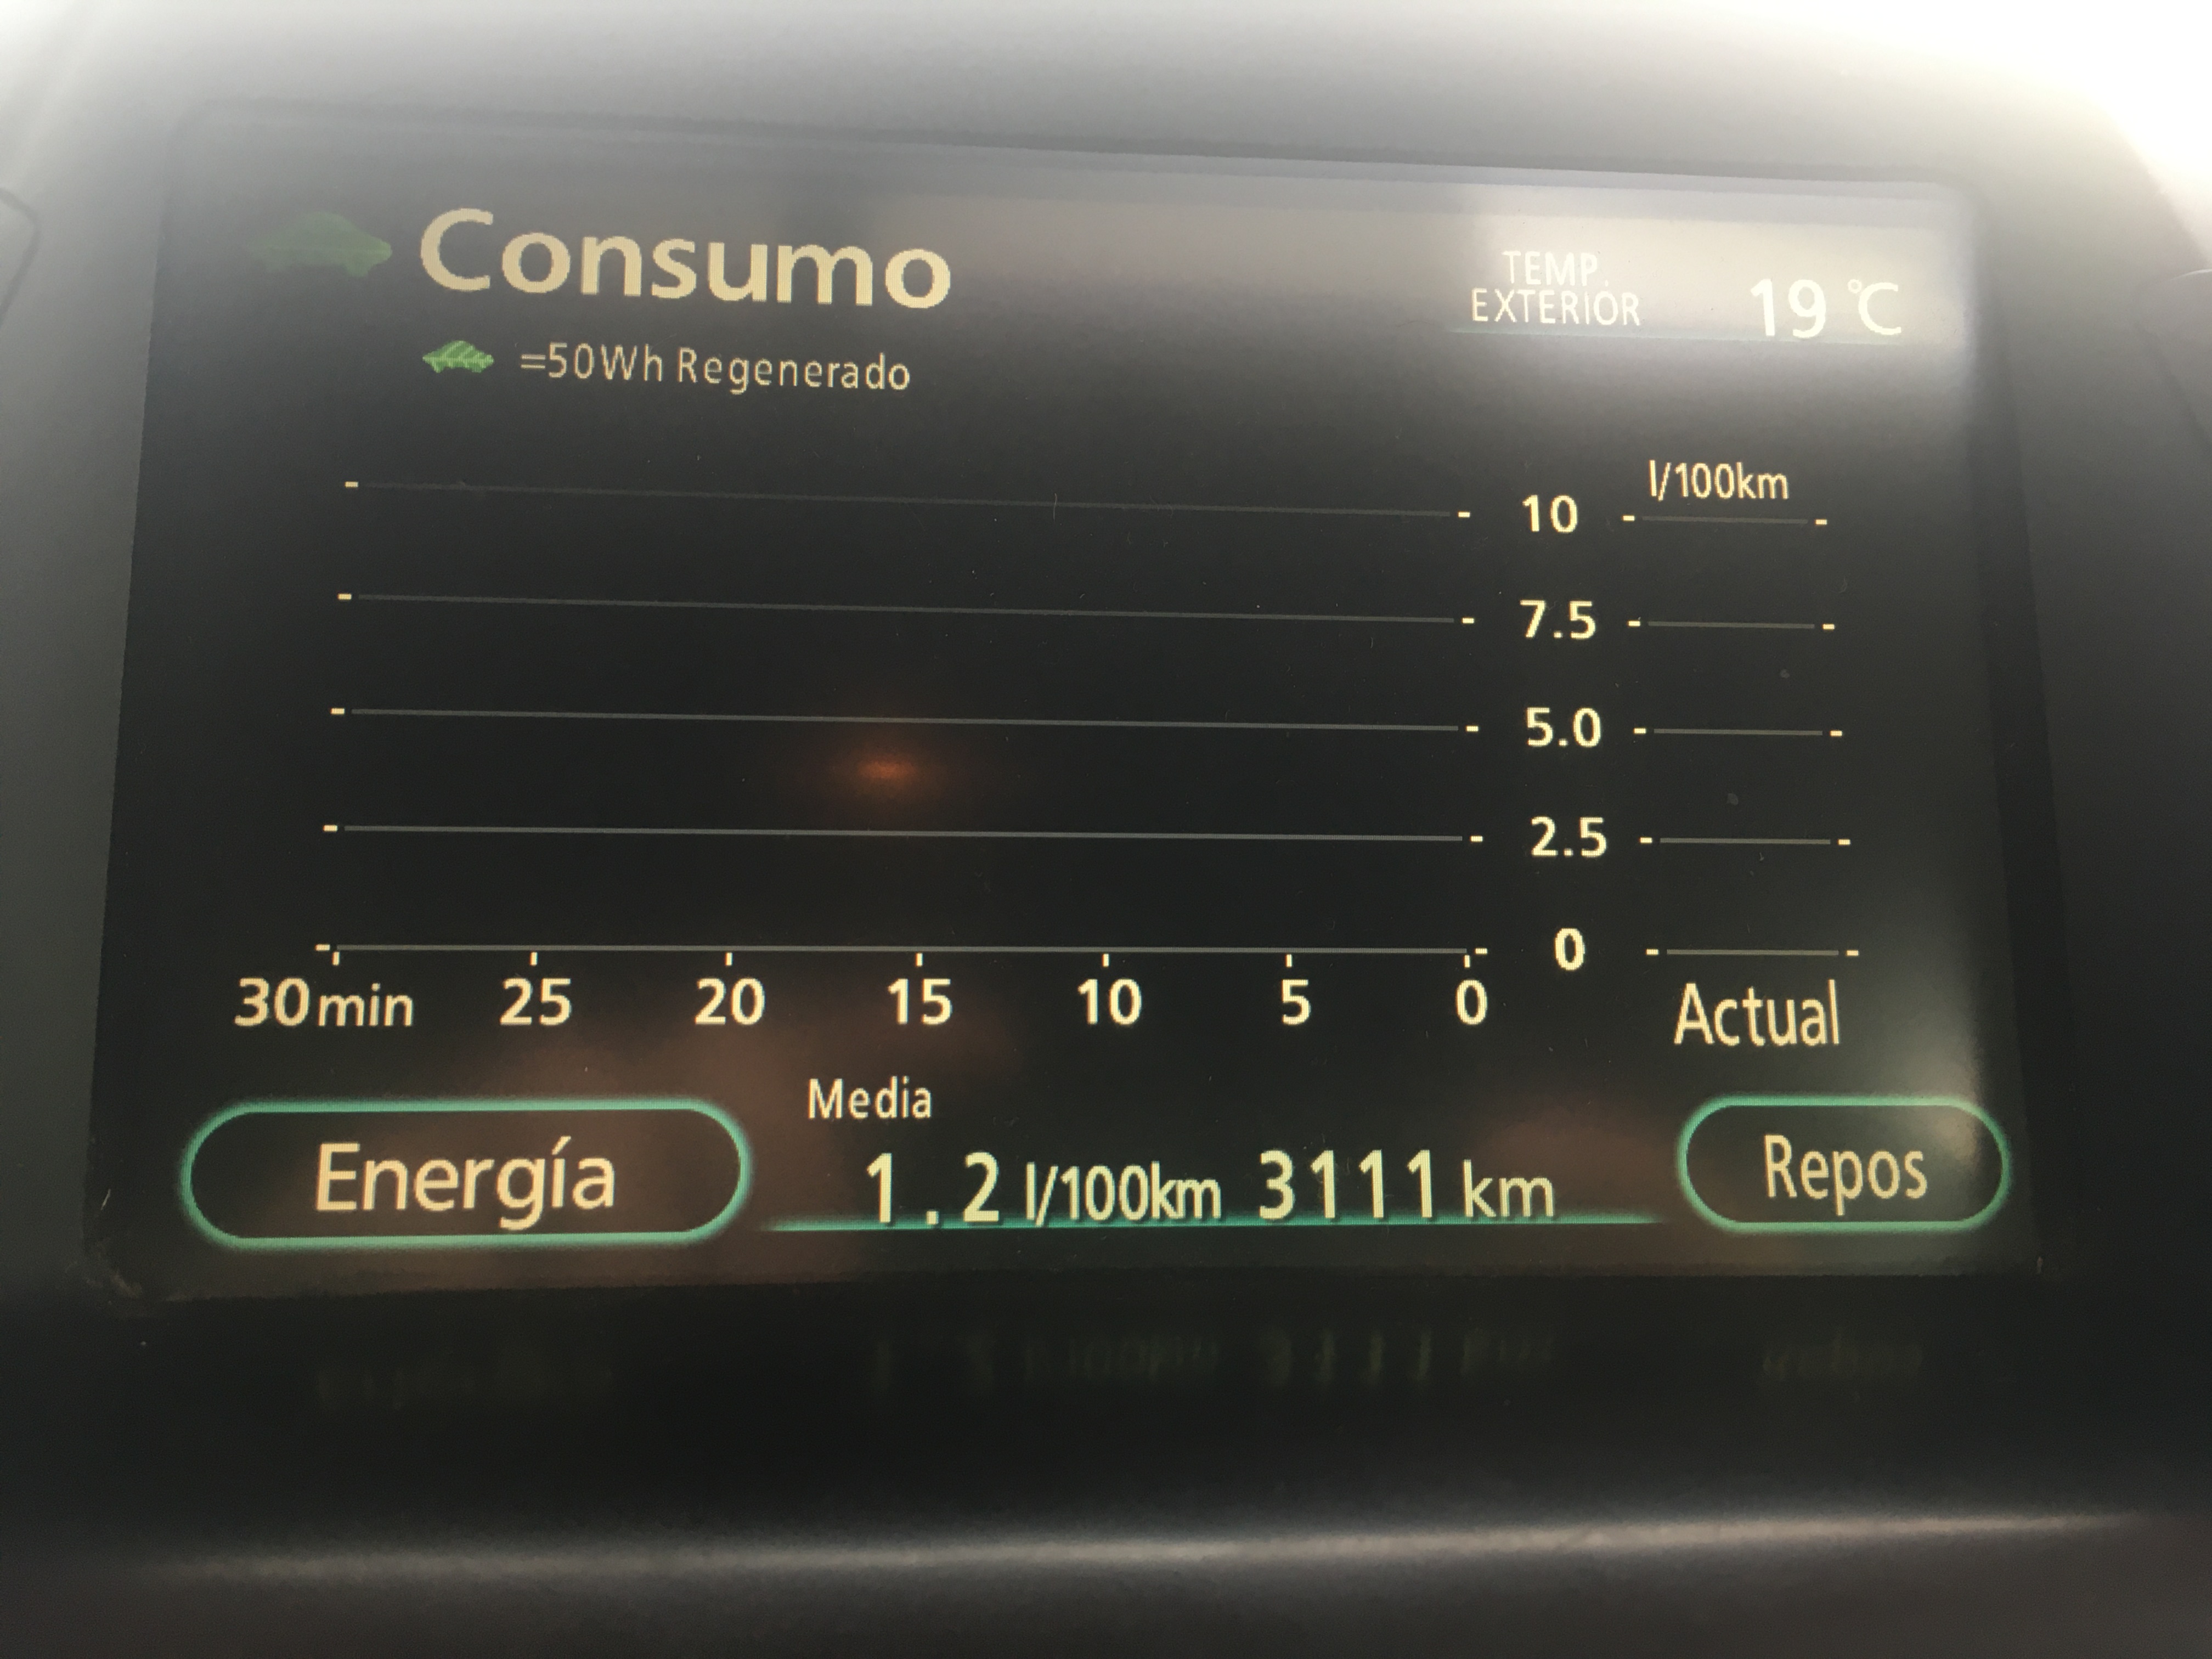 Consumo
TEMP.
EXTERIOR 19 °C
=50Wh Regenerado
l/100km
10
7.5
5.0
2.5
0
30min 25 20 15 10 5 0 Actual
Media
Energía 1.2 l/100km 3111 km Repos